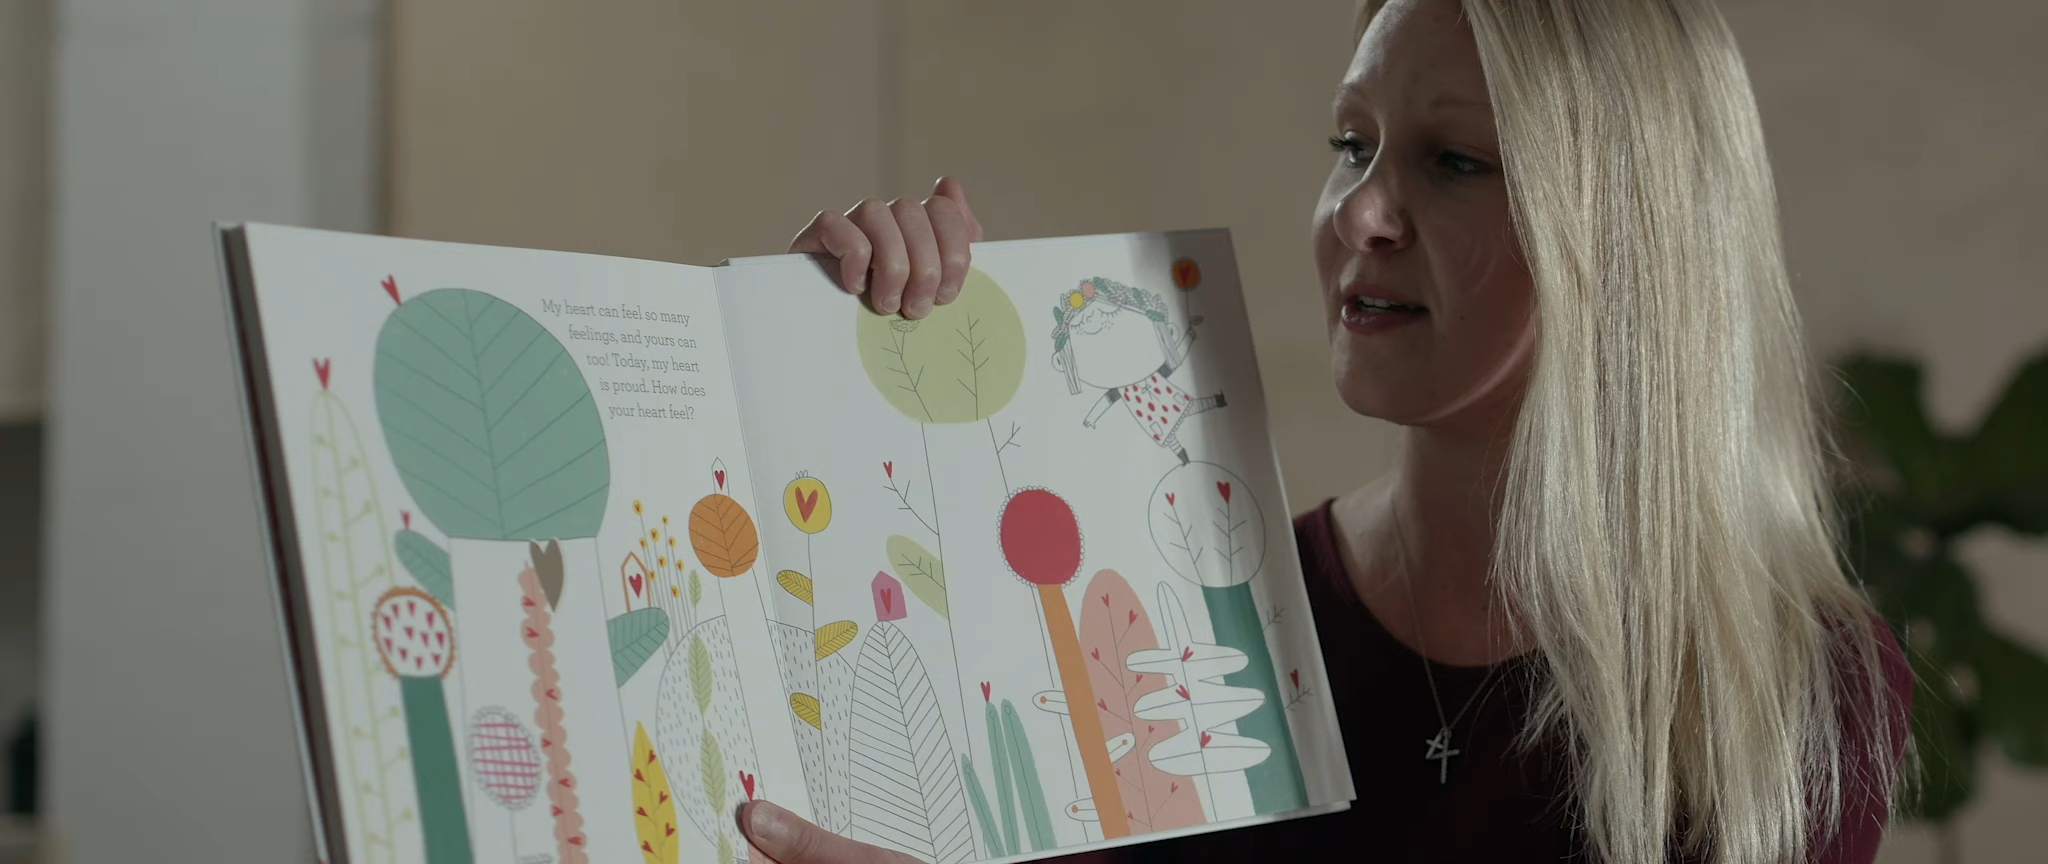 My heart can feel so many
feelings, and yours can
too! Today, my heart
is proud. How does
your heart feel?